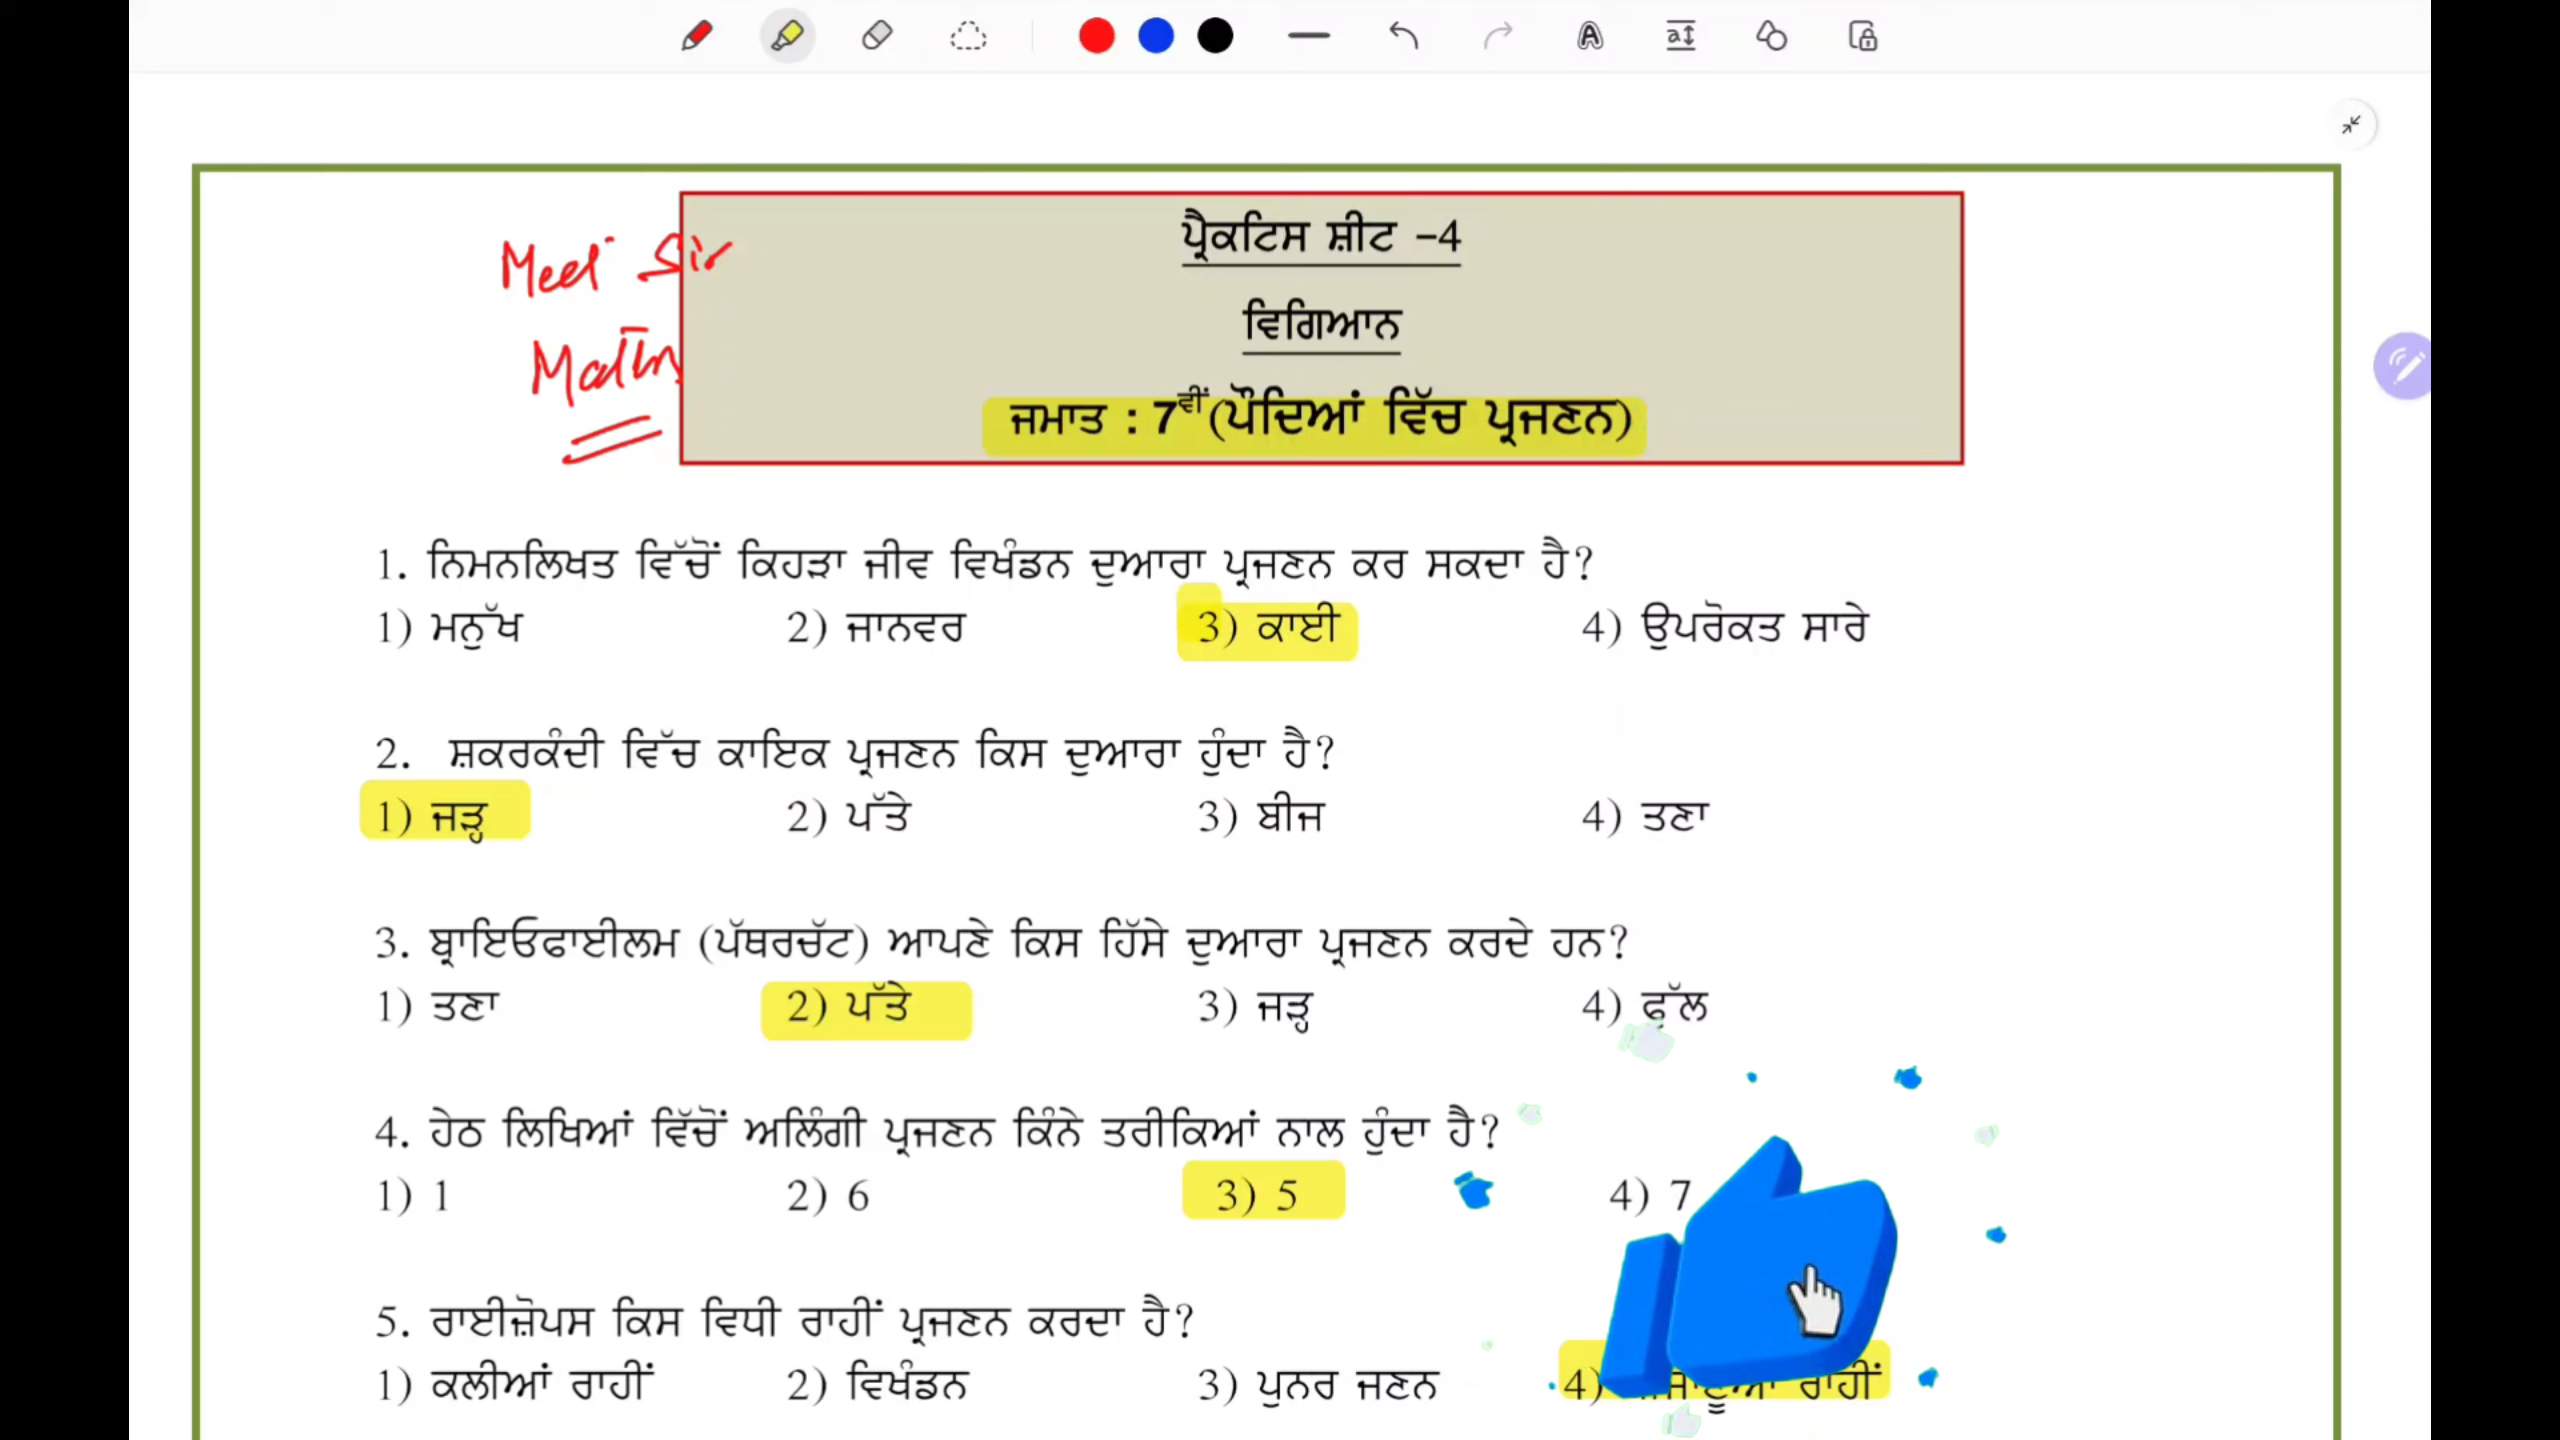 ਪ੍ਰੈਕਟਿਸ ਸ਼ੀਟ -4
Meet Sir
ਵਿਗਿਆਨ
ਜਮਾਤ : 7ਵੀਂ (ਪੌਦਿਆਂ ਵਿੱਚ ਪ੍ਰਜਣਨ)
1. ਨਿਮਨਲਿਖਤ ਵਿੱਚੋਂ ਕਿਹੜਾ ਜੀਵ ਵਿਖੰਡਨ ਦੁਆਰਾ ਪ੍ਰਜਣਨ ਕਰ ਸਕਦਾ ਹੈ?
1) ਮਨੁੱਖ 2) ਜਾਨਵਰ 3) ਕਾਈ 4) ਉਪਰੋਕਤ ਸਾਰੇ
2. ਸ਼ਕਰਕੰਦੀ ਵਿੱਚ ਕਾਇਕ ਪ੍ਰਜਣਨ ਕਿਸ ਦੁਆਰਾ ਹੁੰਦਾ ਹੈ?
1) ਜੜ੍ਹ 2) ਪੱਤੇ 3) ਬੀਜ 4) ਤਣਾ
3. ਬ੍ਰਾਇਓਫਾਈਲਮ (ਪੱਥਰਚੱਟ) ਆਪਣੇ ਕਿਸ ਹਿੱਸੇ ਦੁਆਰਾ ਪ੍ਰਜਣਨ ਕਰਦੇ ਹਨ?
1) ਤਣਾ 2) ਪੱਤੇ 3) ਜੜ੍ਹ 4) ਫੁੱਲ
4. ਹੇਠ ਲਿਖਿਆਂ ਵਿੱਚੋਂ ਅਲਿੰਗੀ ਪ੍ਰਜਣਨ ਕਿੰਨੇ ਤਰੀਕਿਆਂ ਨਾਲ ਹੁੰਦਾ ਹੈ?
1) 1 2) 6 3) 5 4) 7
5. ਰਾਈਜ਼ੋਪਸ ਕਿਸ ਵਿਧੀ ਰਾਹੀਂ ਪ੍ਰਜਣਨ ਕਰਦਾ ਹੈ?
1) ਕਲੀਆਂ ਰਾਹੀਂ 2) ਵਿਖੰਡਨ 3) ਪੁਨਰ ਜਣਨ 4) ਰਾਹੀਂ